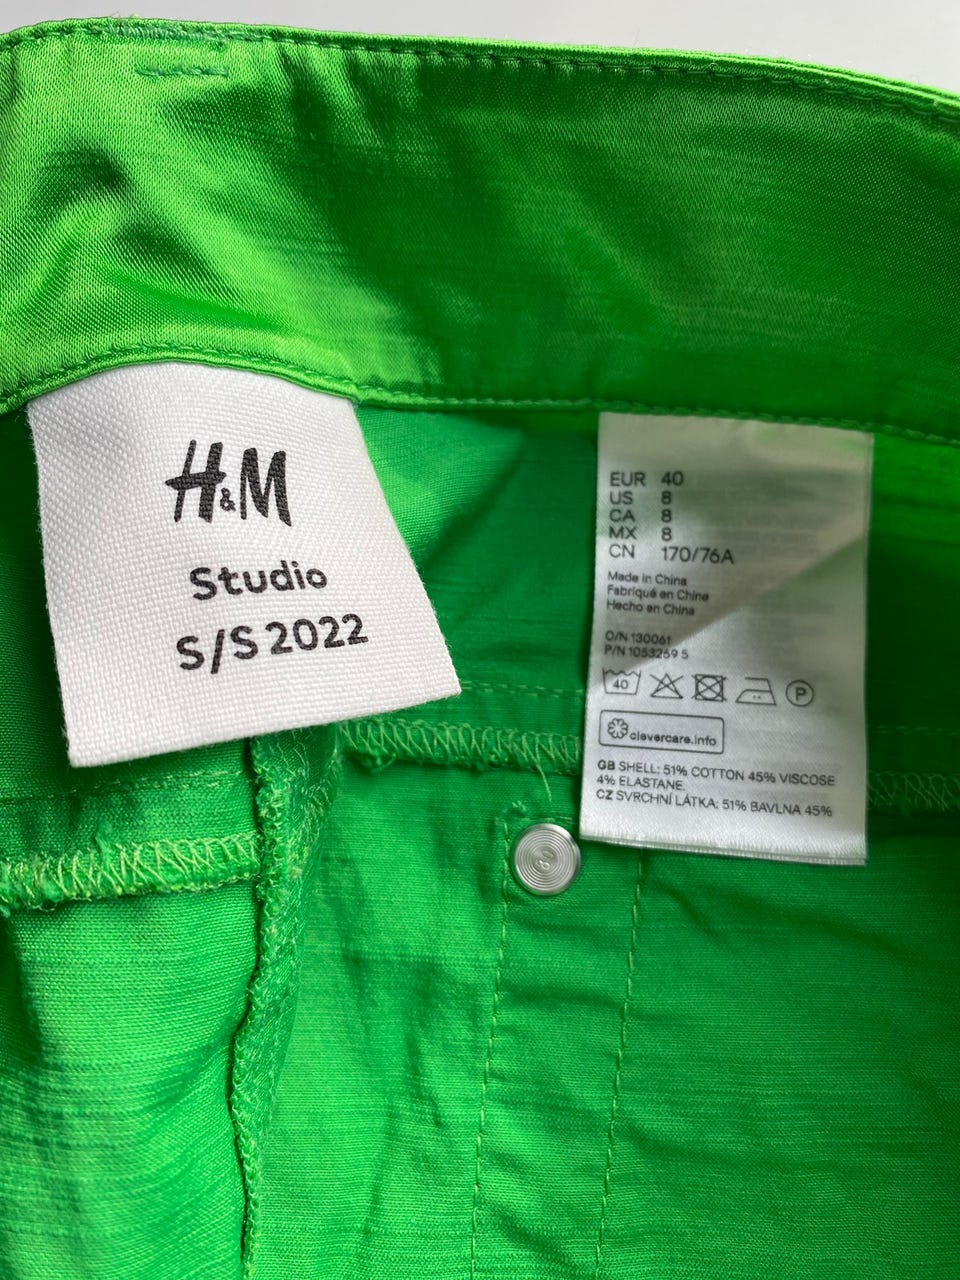 H&M
Studio
S/S 2022
EUR 40
US 8
CA 8
MX 8
CN 170/76A
Made in China
Fabriqué en Chine
Hecho en China
O/N 130061
P/N 1053269 5
40
P
clevercare.info
GB SHELL: 51% COTTON 45% VISCOSE
4% ELASTANE.
CZ SVRCHNÍ LÁTKA: 51% BAVLNA 45%